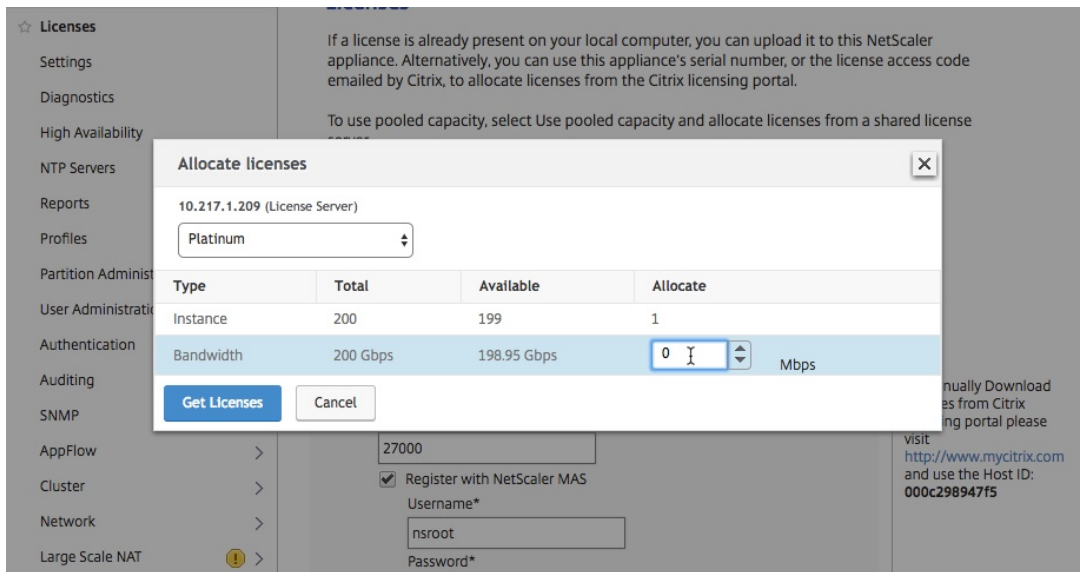 Licenses
Licenses
If a license is already present on your local computer, you can upload it to this NetScaler
Settings
appliance. Alternatively, you can use this appliance's serial number, or the license access code
emailed by Citrix, to allocate licenses from the Citrix licensing portal.
Diagnostics
High Availability
To use pooled capacity, select Use pooled capacity and allocate licenses from a shared license
NTP Servers
Reports
Profiles
Partition Administ
User Administratio
Authentication
Auditing
SNMP
AppFlow
Cluster
Network
Large Scale NAT
Allocate licenses
10.217.1.209 (License Server)
Platinum
Type Total Available Allocate
Instance 200 199 1
Bandwidth 200 Gbps 198.95 Gbps 0 Mbps
Get Licenses Cancel
27000
Register with NetScaler MAS
Username*
nsroot
Password*
nually Download
es from Citrix
ing portal please
visit
http://www.mycitrix.com
and use the Host ID:
000c298947f5